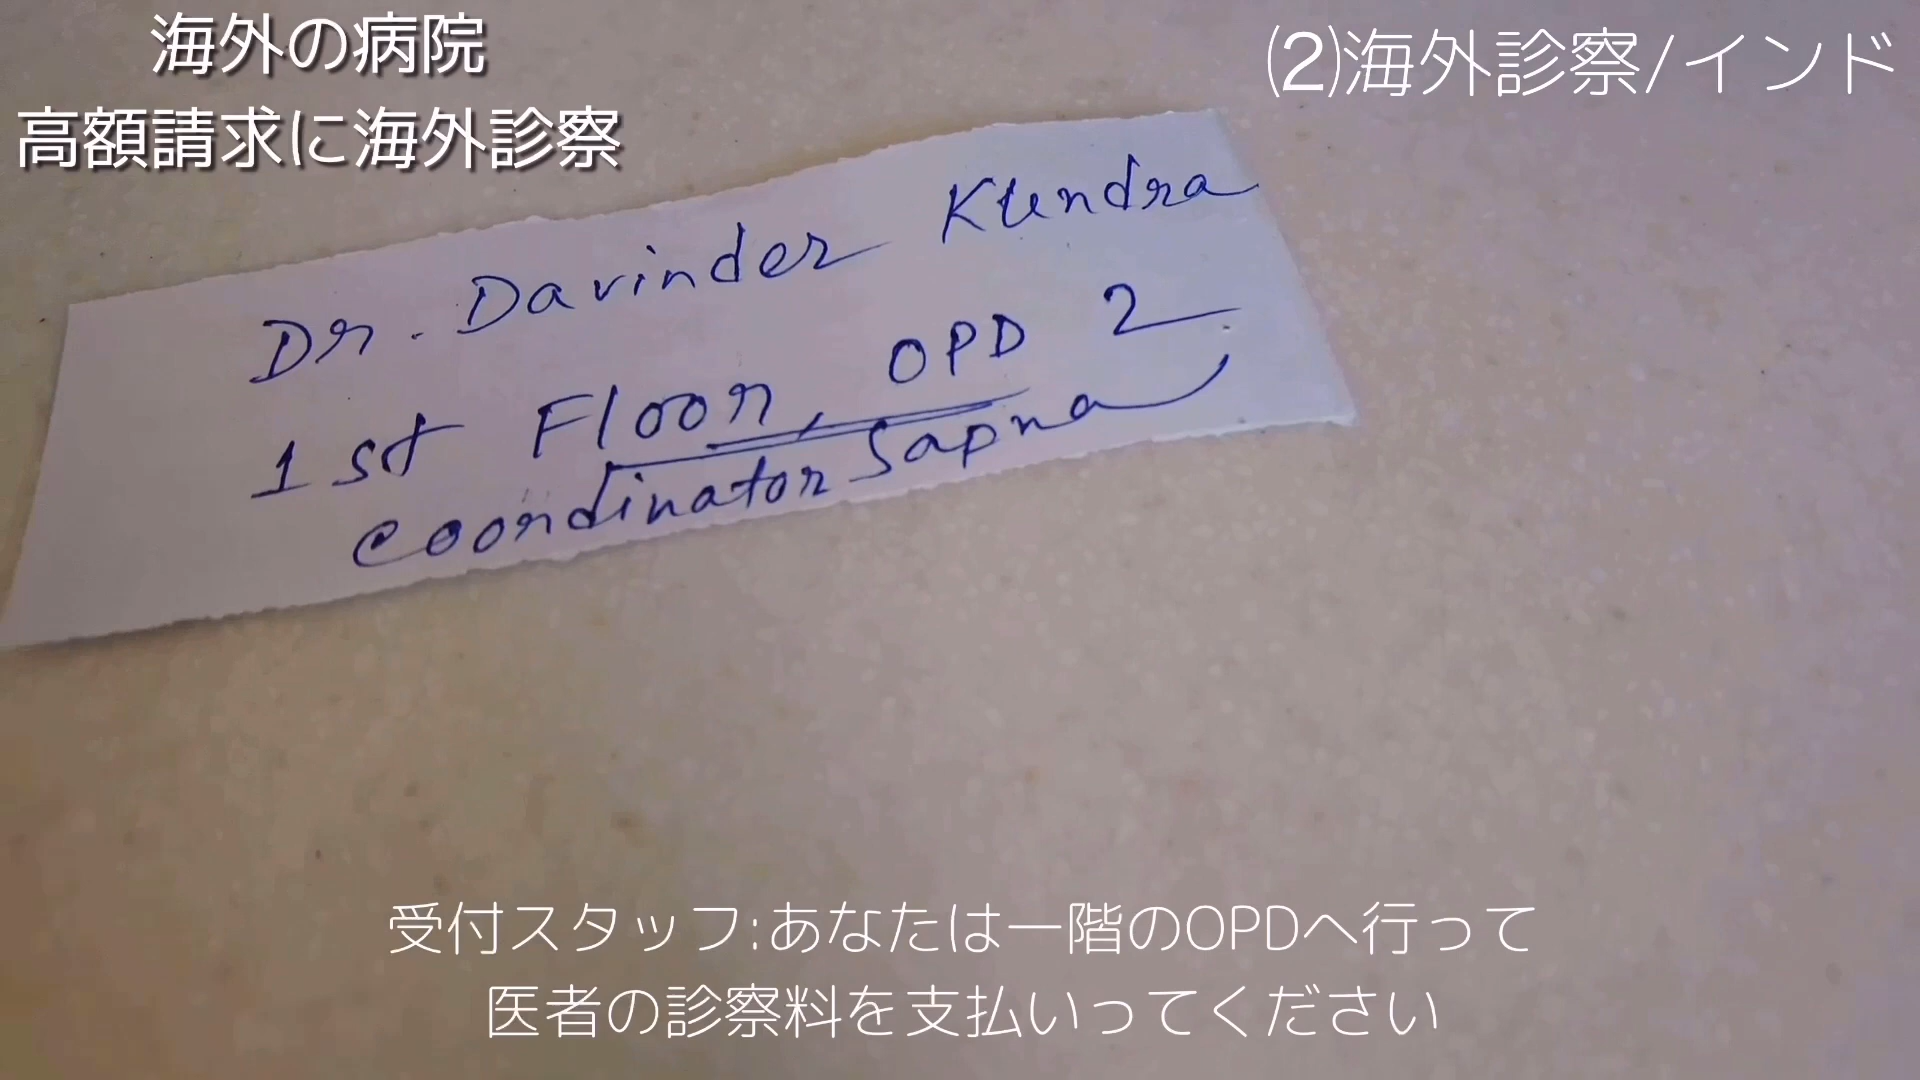 海外の病院
高額請求に海外診察
⑵海外診察/インド
Dr. Davinder Kundra
1st Floor, OPD 2
Coordinator Sapna
受付スタッフ:あなたは一階のOPDへ行って
医者の診察料を支払いってください